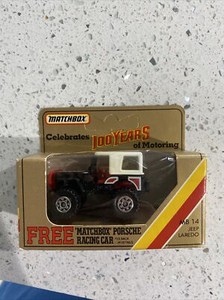 MATCHBOX
Celebrates 100 YEARS of Motoring
FREE "MATCHBOX" PORSCHE
RACING CAR
MB 14
JEEP
LAREDO